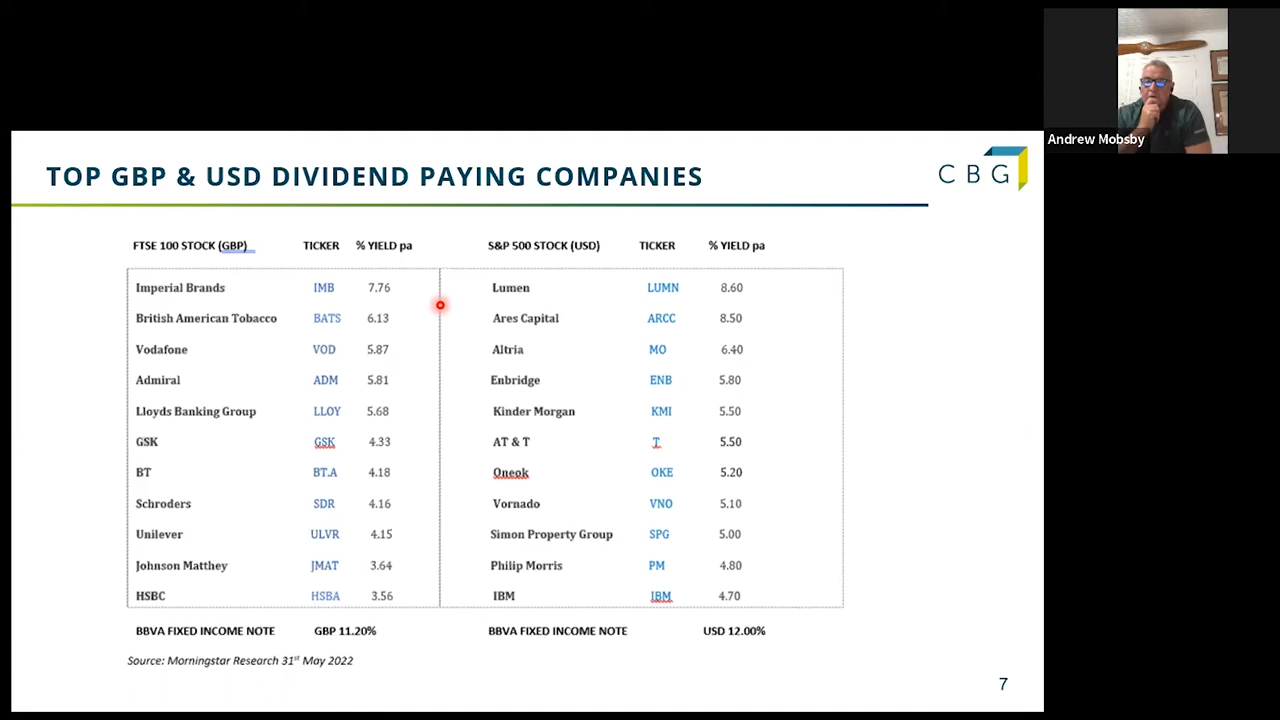 Andrew Mobsby
TOP GBP & USD DIVIDEND PAYING COMPANIES
CBG
FTSE 100 STOCK (GBP) TICKER % YIELD pa S&P 500 STOCK (USD) TICKER % YIELD pa
Imperial Brands IMB 7.76 Lumen LUMN 8.60
British American Tobacco BATS 6.13 Ares Capital ARCC 8.50
Vodafone VOD 5.87 Altria MO 6.40
Admiral ADM 5.81 Enbridge ENB 5.80
Lloyds Banking Group LLOY 5.68 Kinder Morgan KMI 5.50
GSK GSK 4.33 AT & T T 5.50
BT BT.A 4.18 Oneok OKE 5.20
Schroders SDR 4.16 Vornado VNO 5.10
Unilever ULVR 4.15 Simon Property Group SPG 5.00
Johnson Matthey JMAT 3.64 Philip Morris PM 4.80
HSBC HSBA 3.56 IBM IBM 4.70
BBVA FIXED INCOME NOTE GBP 11.20% BBVA FIXED INCOME NOTE USD 12.00%
Source: Morningstar Research 31st May 2022
7